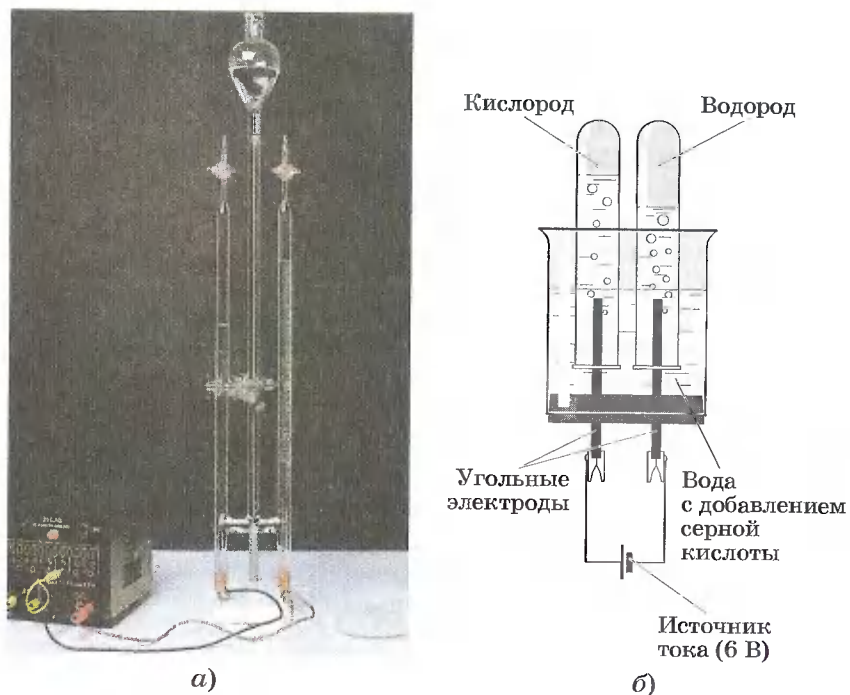 Кислород
Водород
Угольные
электроды
Вода
с добавлением
серной
кислоты
Источник
тока (6 В)
а)
б)